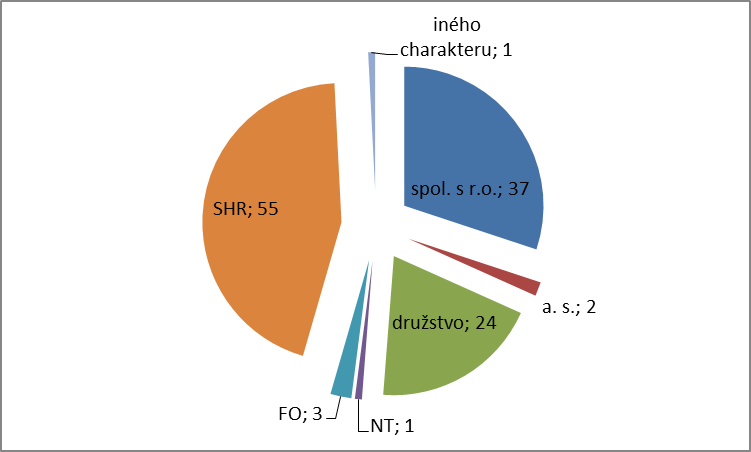 iného
charakteru; 1
spol. s r.o.; 37
SHR; 55
a. s.; 2
družstvo; 24
FO; 3
NT; 1